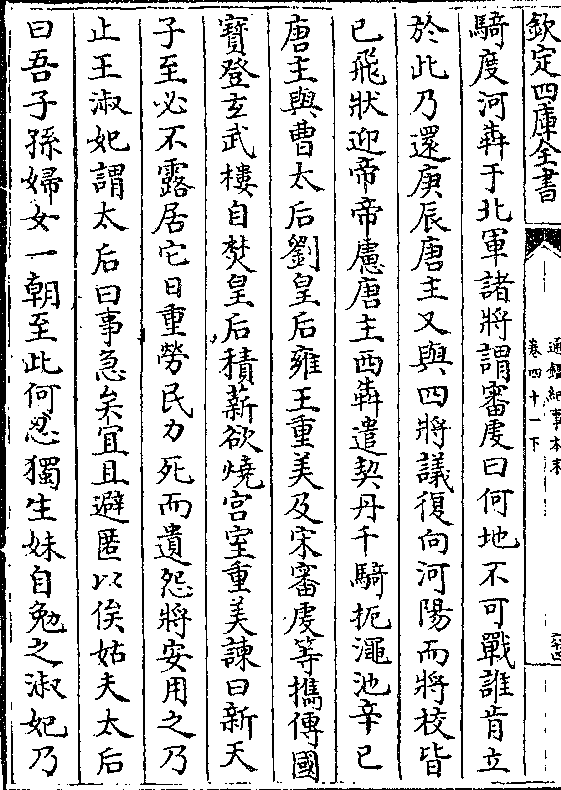 欽定四庫全書
通鑑紀事本末
卷四十一下
騎度河犇于北軍諸將謂審虔曰何地不可戰誰肯立
於此乃還庚辰唐主又與四將議復向河陽而將校皆
已飛狀迎帝帝慮唐主西犇遣契丹千騎扼澠池辛已
唐主與曹太后劉皇后雍王重美及宋審虔等擕傳國
寳登𤣥武樓自焚皇后積薪欲燒宫室重美諫曰新天
子至必不露居它日重勞民力死而遺怨將安用之乃
止王淑妃謂太后曰事急矣宜且避匿以俟姑夫太后
曰吾子孫婦女一朝至此何忍獨生妹自勉之淑妃乃